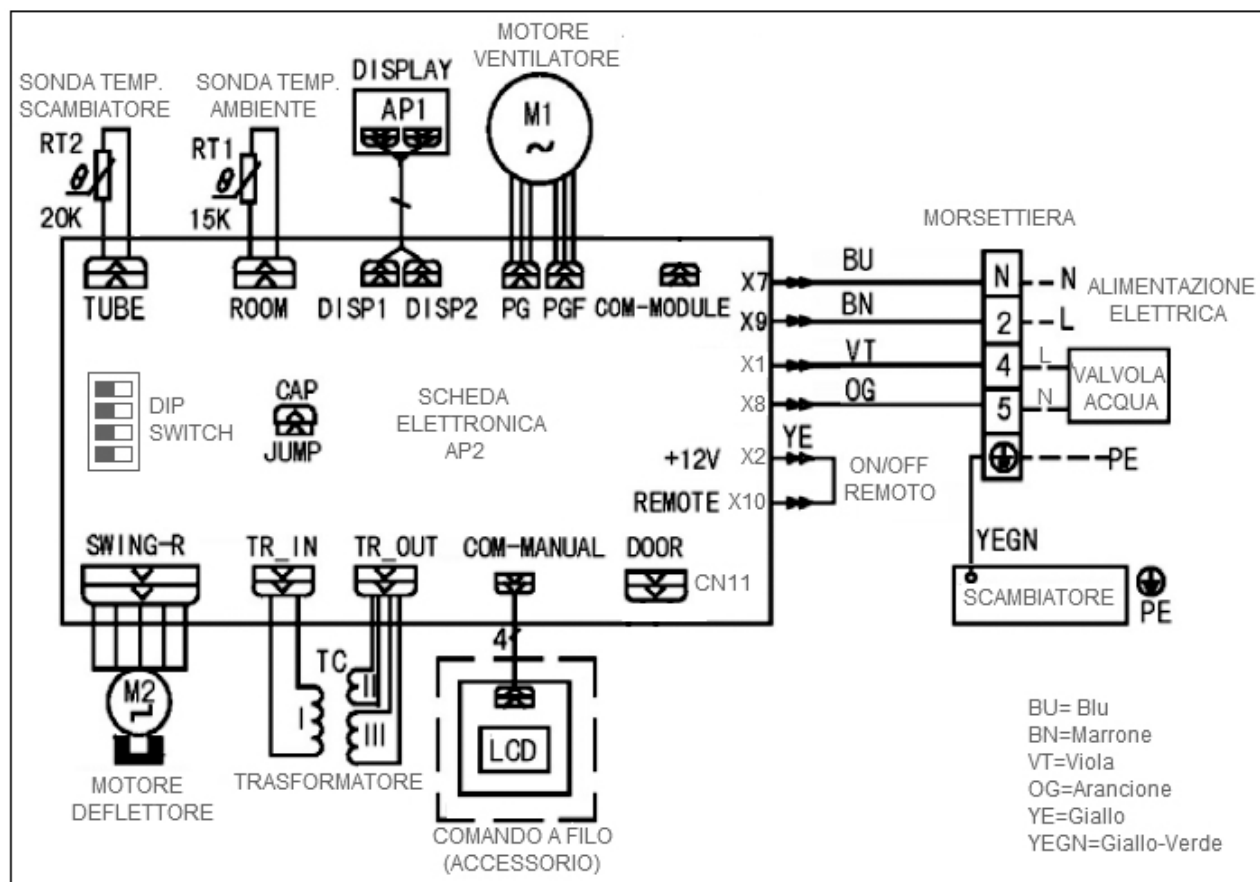 MOTORE
VENTILATORE
SONDA TEMP.
SCAMBIATORE
SONDA TEMP.
AMBIENTE
DISPLAY
AP1
M1
~
RT2
θ
20K
RT1
θ
15K
MORSETTIERA
TUBE
ROOM
DISP1
DISP2
PG
PGF
COM-MODULE
X7
BU
N
N
ALIMENTAZIONE
ELETTRICA
X9
BN
2
L
X1
VT
4
L
VALVOLA
ACQUA
X8
OG
5
N
DIP
SWITCH
CAP
JUMP
SCHEDA
ELETTRONICA
AP2
+12V
X2
YE
ON/OFF
REMOTO
REMOTE
X10
PE
YEGN
SCAMBIATORE
PE
SWING-R
TR_IN
TR_OUT
COM-MANUAL
DOOR
CN11
4
M2
TC
I
II
III
LCD
MOTORE
DEFLETTORE
TRASFORMATORE
COMANDO A FILO
(ACCESSORIO)
BU= Blu
BN=Marrone
VT=Viola
OG=Arancione
YE=Giallo
YEGN=Giallo-Verde